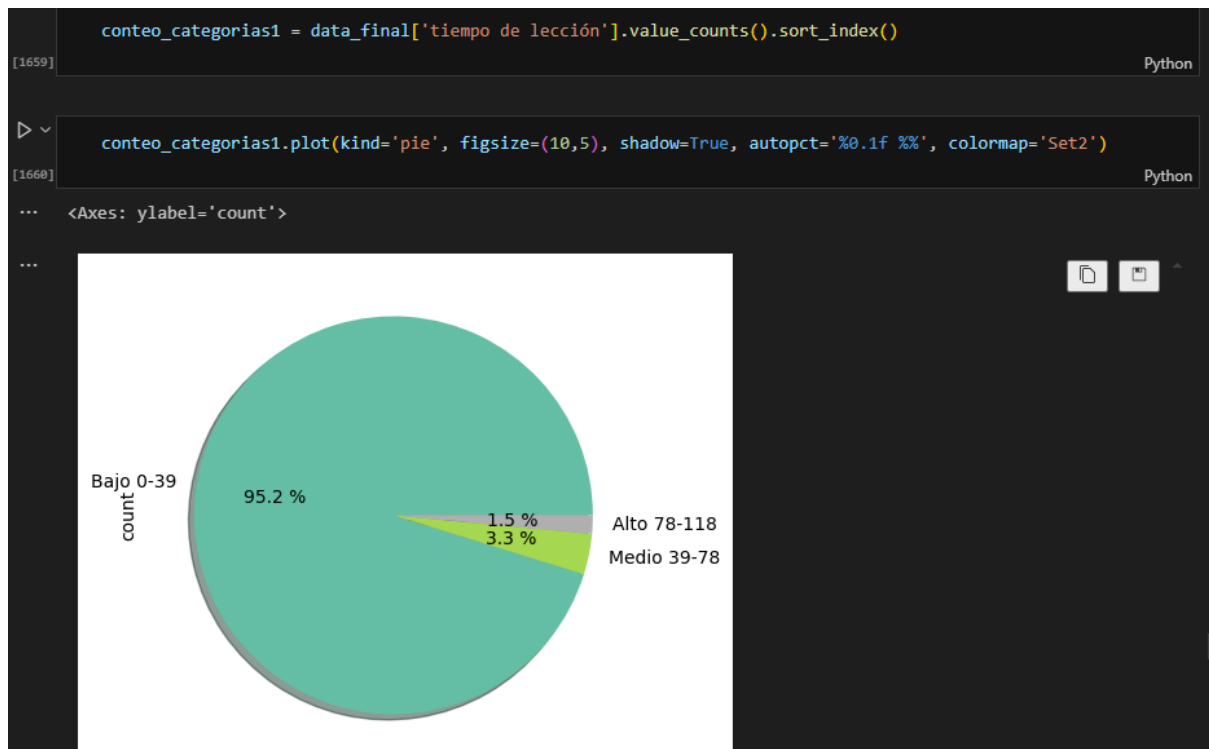 conteo_categorias1 = data_final['tiempo de lección'].value_counts().sort_index()
[1659]
Python
conteo_categorias1.plot(kind='pie', figsize=(10,5), shadow=True, autopct='%0.1f %%', colormap='Set2')
[1660]
Python
<Axes: ylabel='count'>
Bajo 0-39
count
95.2 %
1.5 %
3.3 %
Alto 78-118
Medio 39-78